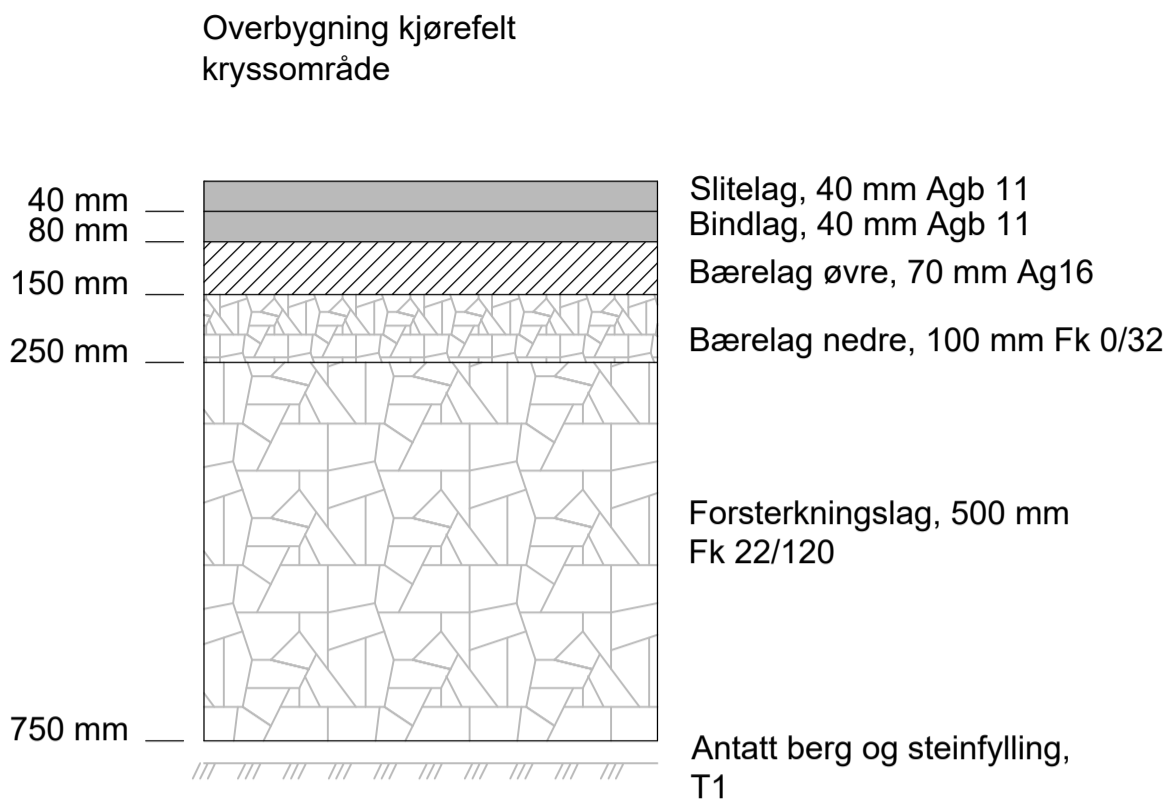 Overbygning kjørefelt
kryssområde
40 mm
Slitelag, 40 mm Agb 11
80 mm
Bindlag, 40 mm Agb 11
150 mm
Bærelag øvre, 70 mm Ag16
250 mm
Bærelag nedre, 100 mm Fk 0/32
Forsterkningslag, 500 mm
Fk 22/120
750 mm
Antatt berg og steinfylling,
T1